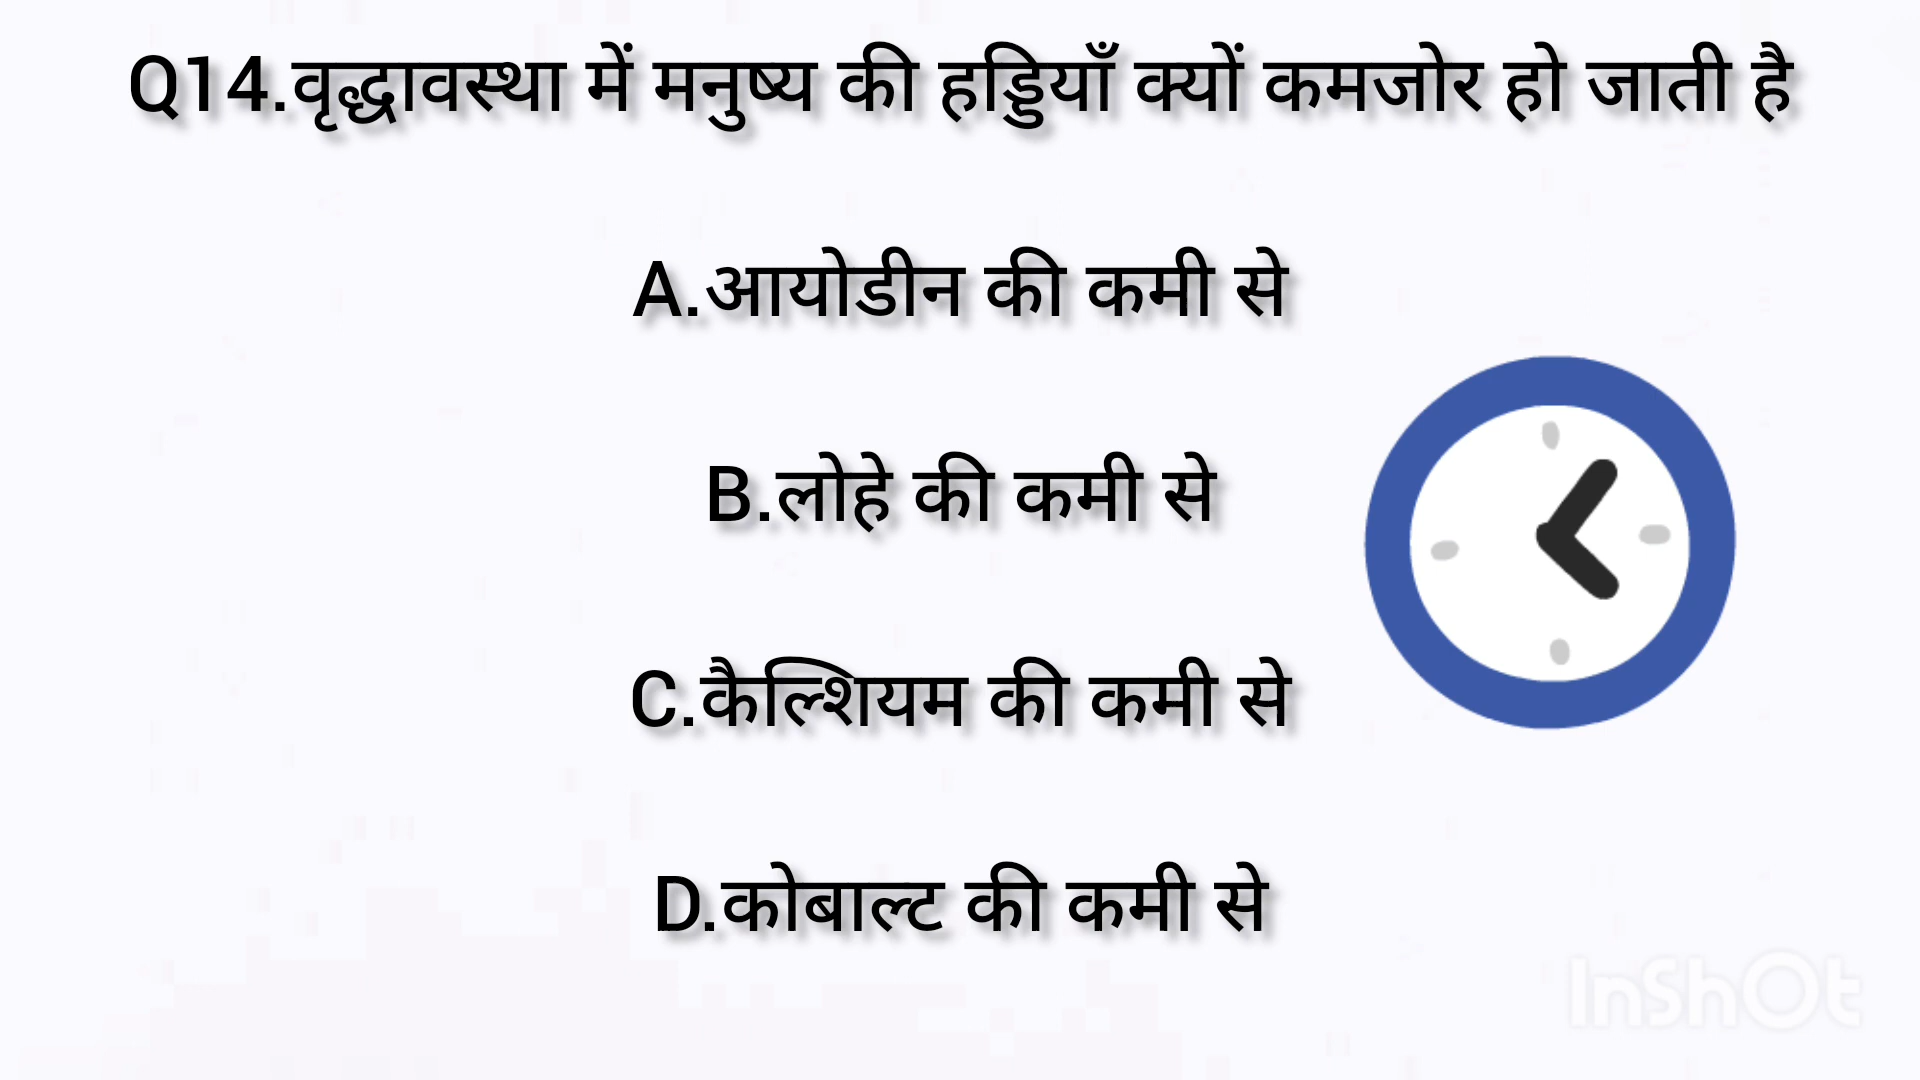 Q14.वृद्धावस्था में मनुष्य की हड्डियाँ क्यों कमजोर हो जाती है
A.आयोडीन की कमी से
B.लोहे की कमी से
C.कैल्शियम की कमी से
D.कोबाल्ट की कमी से
InShOt